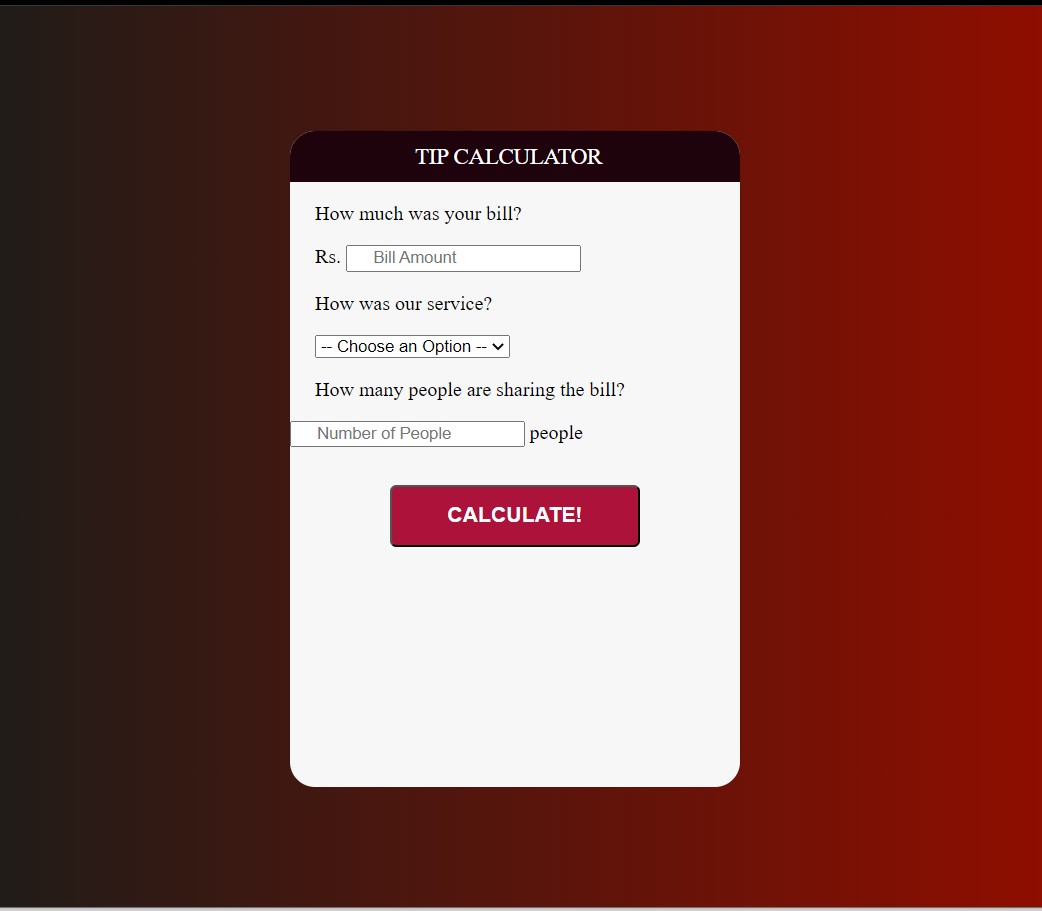 TIP CALCULATOR
How much was your bill?
Rs. Bill Amount
How was our service?
-- Choose an Option --
How many people are sharing the bill?
Number of People people
CALCULATE!